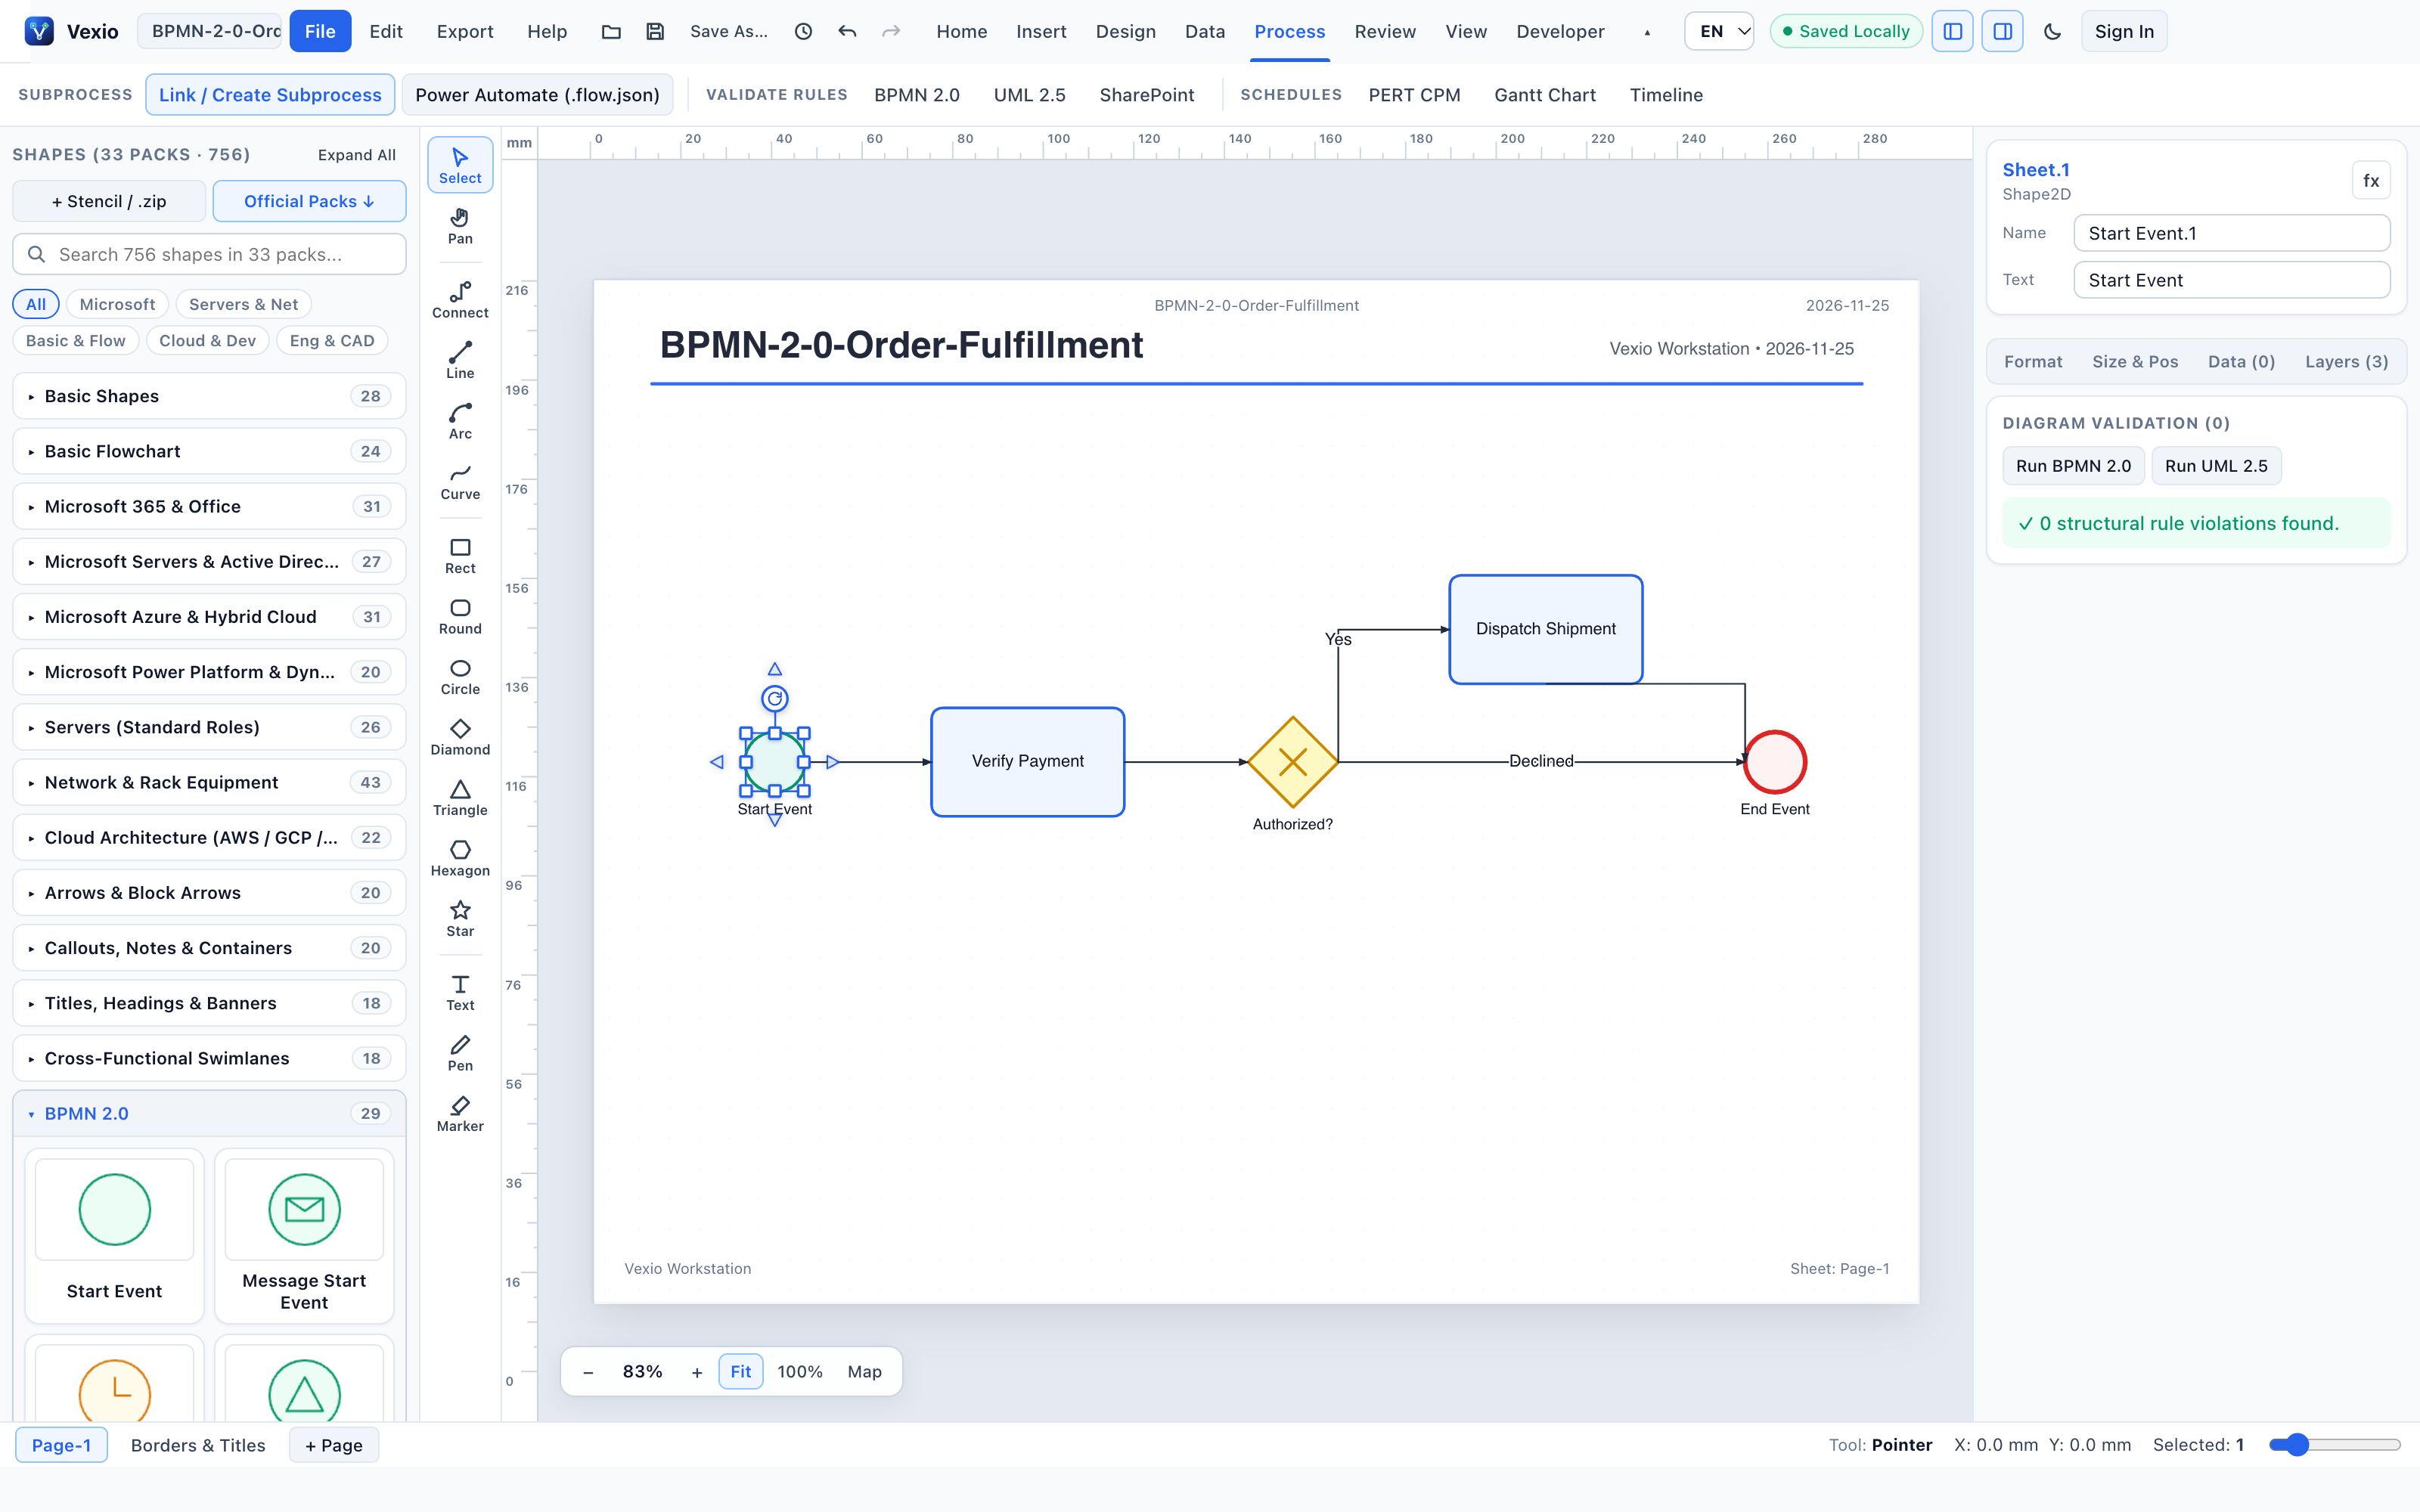 Vexio BPMN-2-0-Orc File Edit Export Help Save As... Home Insert Design Data Process Review View Developer EN Saved Locally Sign In
SUBPROCESS Link / Create Subprocess Power Automate (.flow.json) VALIDATE RULES BPMN 2.0 UML 2.5 SharePoint SCHEDULES PERT CPM Gantt Chart Timeline
SHAPES (33 PACKS · 756) Expand All
+ Stencil / .zip Official Packs ↓
Search 756 shapes in 33 packs...
All Microsoft Servers & Net
Basic & Flow Cloud & Dev Eng & CAD
Basic Shapes 28
Basic Flowchart 24
Microsoft 365 & Office 31
Microsoft Servers & Active Direc... 27
Microsoft Azure & Hybrid Cloud 31
Microsoft Power Platform & Dyn... 20
Servers (Standard Roles) 26
Network & Rack Equipment 43
Cloud Architecture (AWS / GCP /... 22
Arrows & Block Arrows 20
Callouts, Notes & Containers 20
Titles, Headings & Banners 18
Cross-Functional Swimlanes 18
BPMN 2.0 29
Start Event
Message Start
Event
Select
Pan
Connect
Line
Arc
Curve
Rect
Round
Circle
Diamond
Triangle
Hexagon
Star
Text
Pen
Marker
mm 0 20 40 60 80 100 120 140 160 180 200 220 240 260 280
216
196
176
156
136
116
96
76
56
36
16
0
BPMN-2-0-Order-Fulfillment 2026-11-25
BPMN-2-0-Order-Fulfillment Vexio Workstation • 2026-11-25
Dispatch Shipment
Yes
Verify Payment
Declined
Start Event
End Event
Authorized?
Vexio Workstation Sheet: Page-1
− 83% + Fit 100% Map
Sheet.1
Shape2D
fx
Name Start Event.1
Text Start Event
Format Size & Pos Data (0) Layers (3)
DIAGRAM VALIDATION (0)
Run BPMN 2.0 Run UML 2.5
✓ 0 structural rule violations found.
Page-1 Borders & Titles + Page
Tool: Pointer X: 0.0 mm Y: 0.0 mm Selected: 1